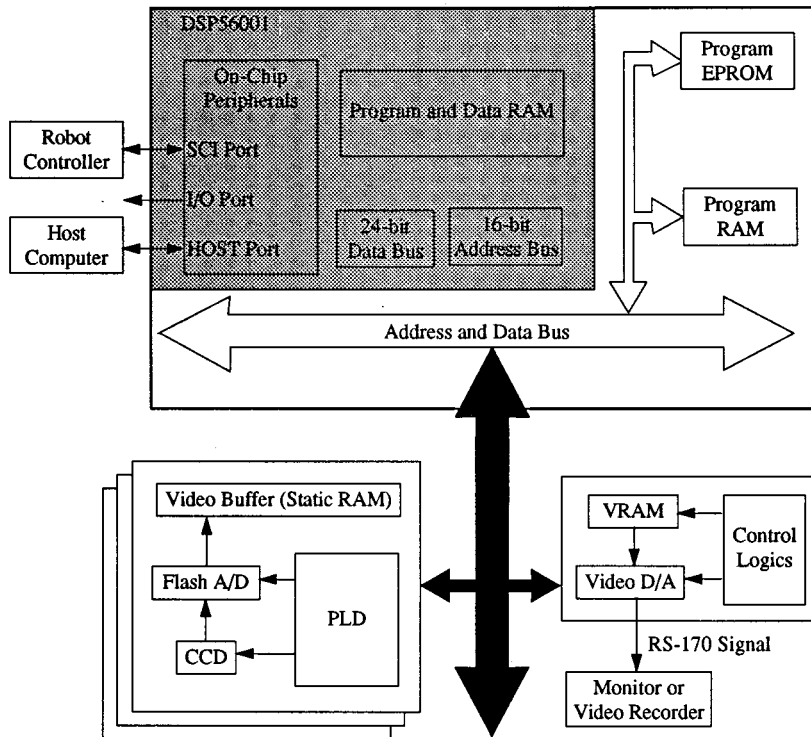 DSP56001
On-Chip
Peripherals
SCI Port
I/O Port
HOST Port
Program and Data RAM
24-bit
Data Bus
16-bit
Address Bus
Program
EPROM
Program
RAM
Robot
Controller
Host
Computer
Address and Data Bus
Video Buffer (Static RAM)
Flash A/D
CCD
PLD
VRAM
Video D/A
Control
Logics
RS-170 Signal
Monitor or
Video Recorder